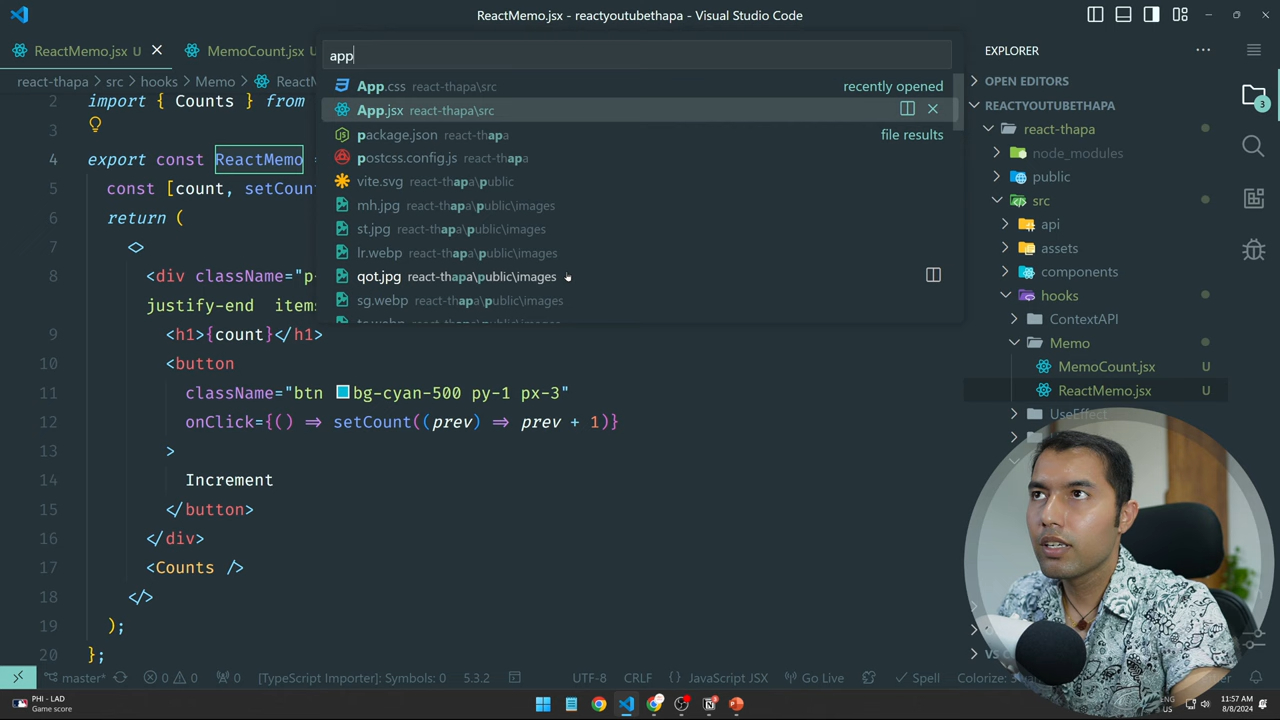 ReactMemo.jsx - reactyoutubethapa - Visual Studio Code
ReactMemo.jsx U
MemoCount.jsx U
app
EXPLORER
react-thapa > src > hooks > Memo > ReactM
App.css react-thapa\src recently opened
App.jsx react-thapa\src
package.json react-thapa file results
postcss.config.js react-thapa
vite.svg react-thapa\public
mh.jpg react-thapa\public\images
st.jpg react-thapa\public\images
lr.webp react-thapa\public\images
qot.jpg react-thapa\public\images
sg.webp react-thapa\public\images
2 import { Counts } from
3
4 export const ReactMemo =
5 const [count, setCount
6 return (
7 <>
8 <div className="p-
justify-end items
9 <h1>{count}</h1>
10 <button
11 className="btn bg-cyan-500 py-1 px-3"
12 onClick={() => setCount((prev) => prev + 1)}
13 >
14 Increment
15 </button>
16 </div>
17 <Counts />
18 </>
19 );
20 };
OPEN EDITORS
REACTYOUTUBETHAPA
react-thapa
node_modules
public
src
api
assets
components
hooks
ContextAPI
Memo
MemoCount.jsx U
ReactMemo.jsx U
UseEffect
3
master*
0 0
0
[TypeScript Importer]: Symbols: 0
5.3.2
UTF-8
CRLF
{ } JavaScript JSX
Go Live
Spell
Colorize: 3
PHI - LAD
Game score
ENG
US
11:57 AM
8/8/2024